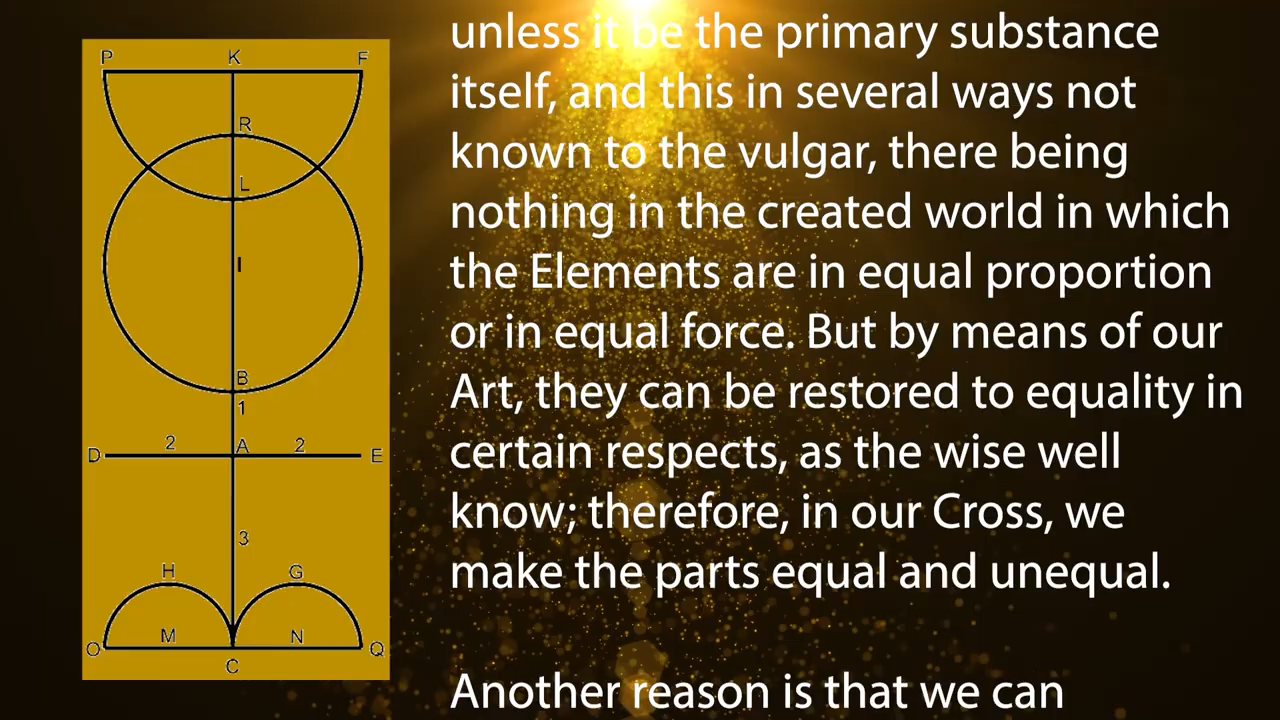 P K F
R
L
I
B
1
D 2 A 2 E
3
H G
O M N Q
C
unless it be the primary substance
itself, and this in several ways not
known to the vulgar, there being
nothing in the created world in which
the Elements are in equal proportion
or in equal force. But by means of our
Art, they can be restored to equality in
certain respects, as the wise well
know; therefore, in our Cross, we
make the parts equal and unequal.
Another reason is that we can